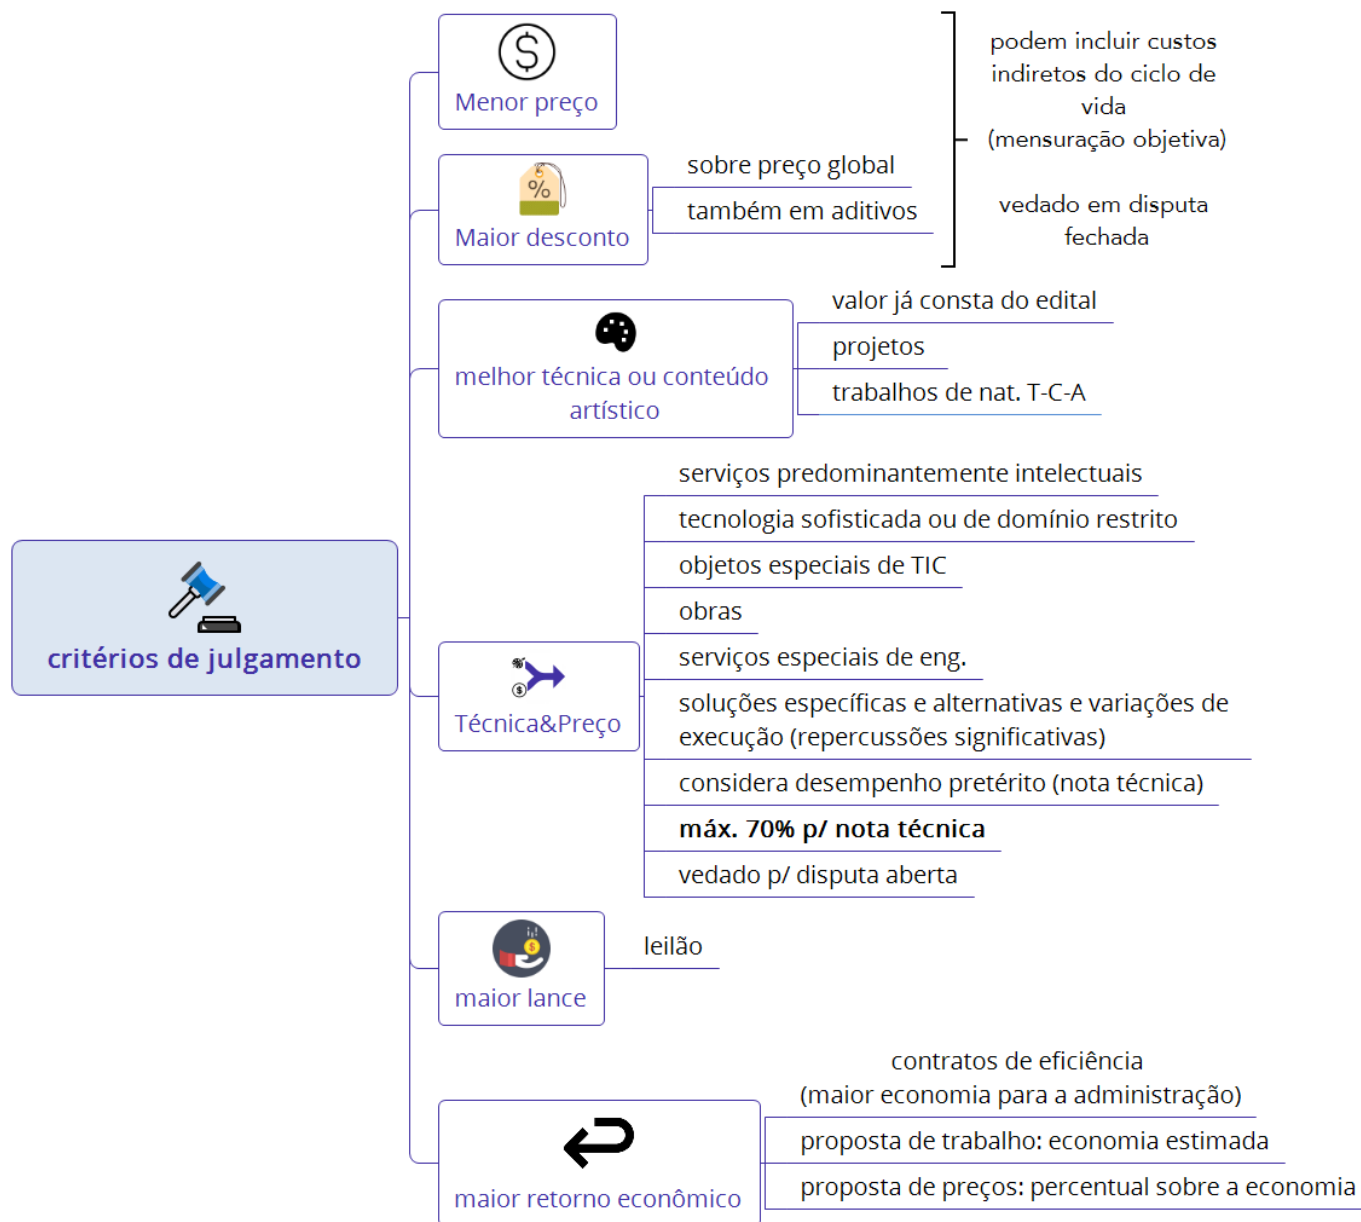 critérios de julgamento
$
Menor preço
%
Maior desconto
sobre preço global
também em aditivos
podem incluir custos
indiretos do ciclo de
vida
(mensuração objetiva)
vedado em disputa
fechada
melhor técnica ou conteúdo
artístico
valor já consta do edital
projetos
trabalhos de nat. T-C-A
$
Técnica&Preço
serviços predominantemente intelectuais
tecnologia sofisticada ou de domínio restrito
objetos especiais de TIC
obras
serviços especiais de eng.
soluções específicas e alternativas e variações de
execução (repercussões significativas)
considera desempenho pretérito (nota técnica)
máx. 70% p/ nota técnica
vedado p/ disputa aberta
$
maior lance
leilão
maior retorno econômico
contratos de eficiência
(maior economia para a administração)
proposta de trabalho: economia estimada
proposta de preços: percentual sobre a economia